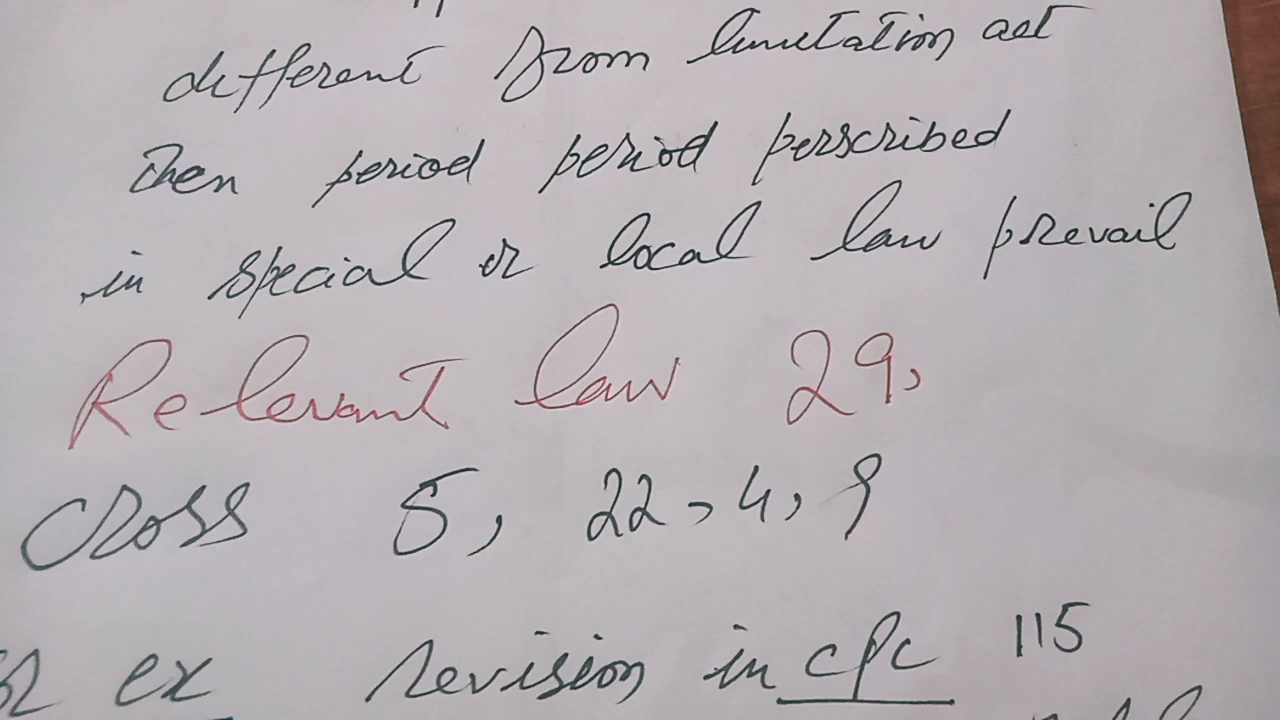 different from limitation act
Then period period perscribed
in special or local law prevail
Relevant law 29,
cross 5, 22, 4, 9
ex revision in CPC 115